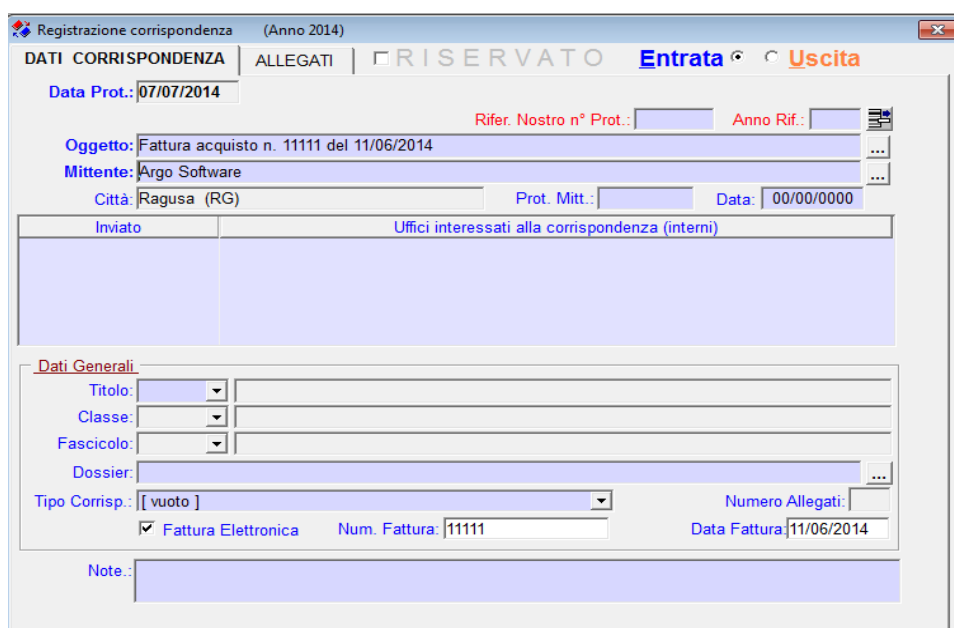 Registrazione corrispondenza (Anno 2014)
DATI CORRISPONDENZA ALLEGATI RISERVATO Entrata Uscita
Data Prot.: 07/07/2014
Rifer. Nostro n° Prot.: Anno Rif.:
Oggetto: Fattura acquisto n. 11111 del 11/06/2014 ...
Mittente: Argo Software ...
Città: Ragusa (RG) Prot. Mitt.: Data: 00/00/0000
Inviato Uffici interessati alla corrispondenza (interni)
Dati Generali
Titolo:
Classe:
Fascicolo:
Dossier: ...
Tipo Corrisp.: [ vuoto ] Numero Allegati:
Fattura Elettronica Num. Fattura: 11111 Data Fattura: 11/06/2014
Note.: